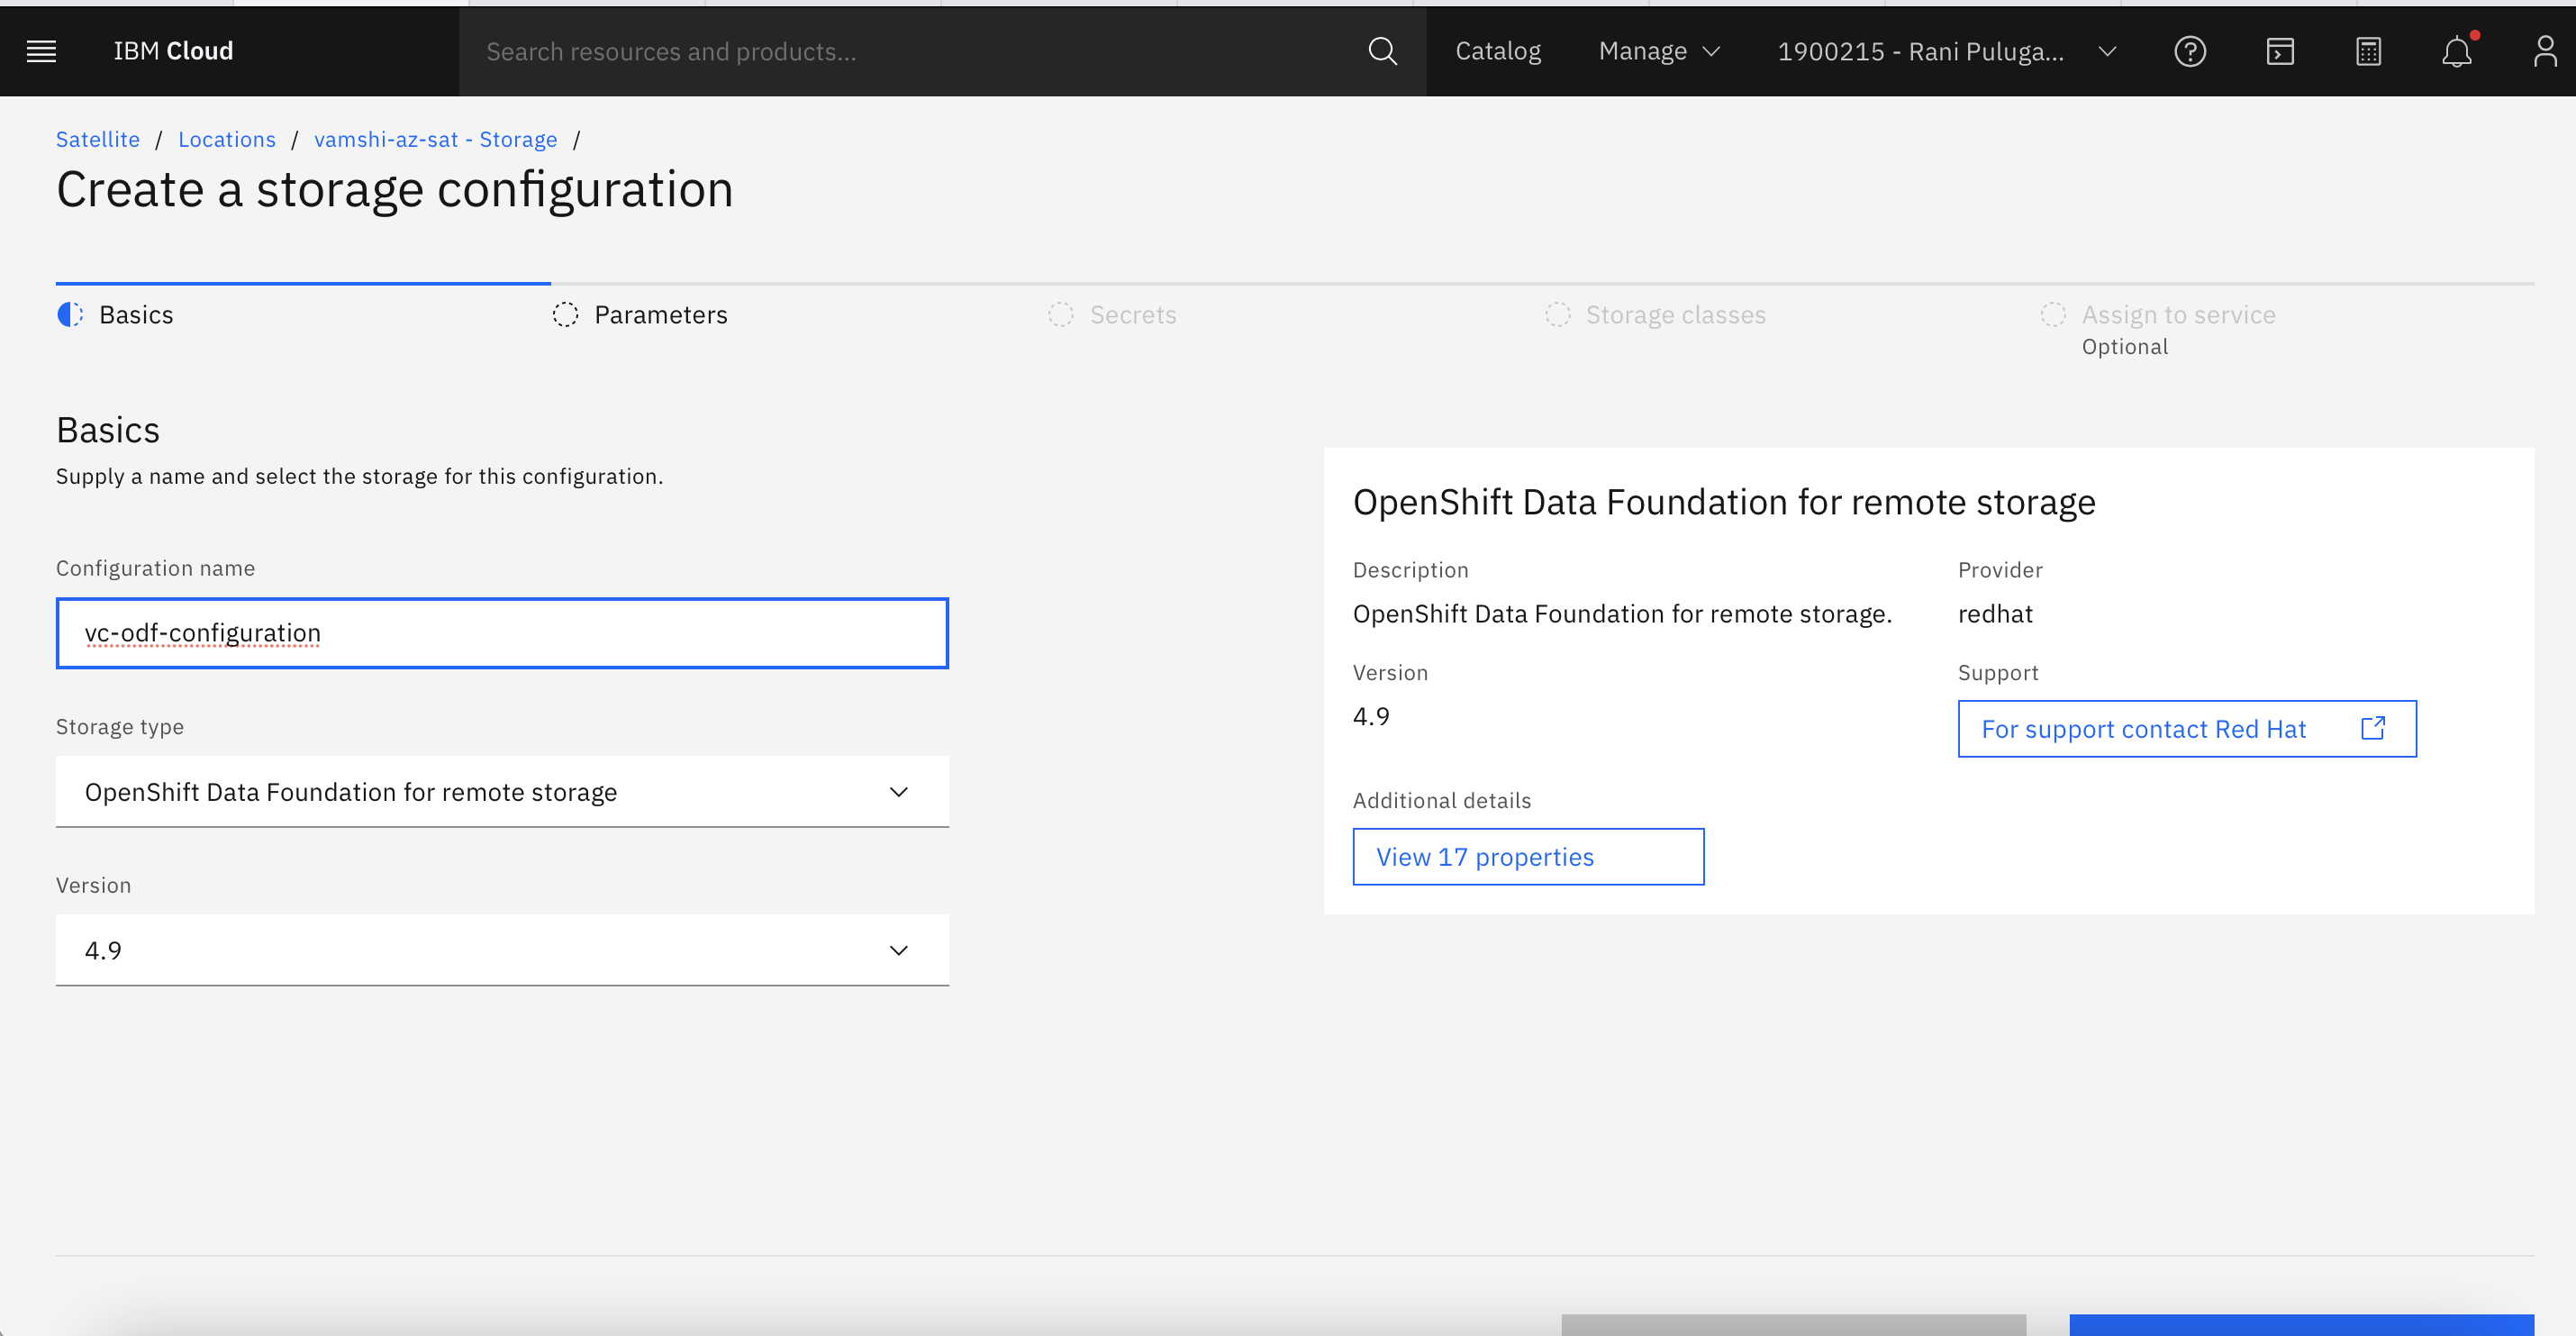 IBM Cloud
Search resources and products...
Catalog
Manage
1900215 - Rani Puluga...
Satellite / Locations / vamshi-az-sat - Storage /
Create a storage configuration
Basics
Parameters
Secrets
Storage classes
Assign to service
Optional
Basics
Supply a name and select the storage for this configuration.
Configuration name
vc-odf-configuration
Storage type
OpenShift Data Foundation for remote storage
Version
4.9
OpenShift Data Foundation for remote storage
Description
OpenShift Data Foundation for remote storage.
Provider
redhat
Version
4.9
Support
For support contact Red Hat
Additional details
View 17 properties